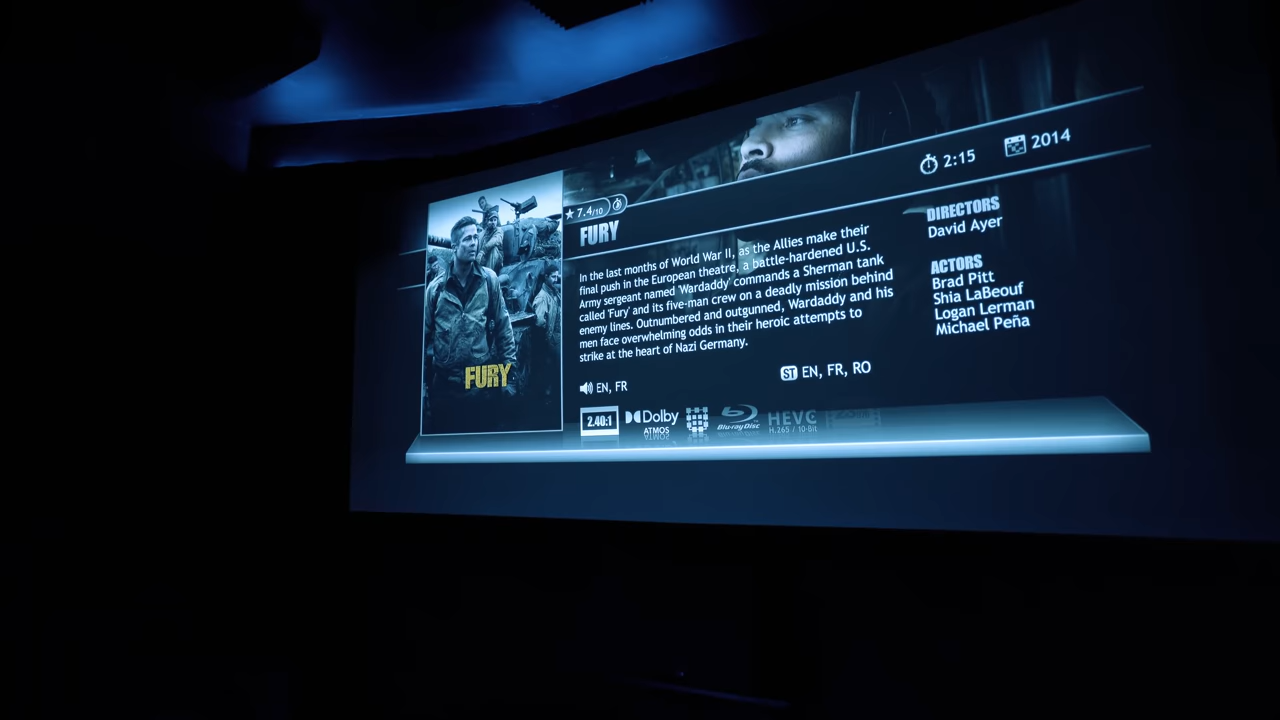 2:15
2014
7.4/10
FURY
In the last months of World War II, as the Allies make their
final push in the European theatre, a battle-hardened U.S.
Army sergeant named 'Wardaddy' commands a Sherman tank
called 'Fury' and its five-man crew on a deadly mission behind
enemy lines. Outnumbered and outgunned, Wardaddy and his
men face overwhelming odds in their heroic attempts to
strike at the heart of Nazi Germany.
DIRECTORS
David Ayer
ACTORS
Brad Pitt
Shia LaBeouf
Logan Lerman
Michael Peña
FURY
EN, FR
ST EN, FR, RO
2.40:1
Dolby
ATMOS
Blu-ray Disc
HEVC
H.265 / 10-Bit